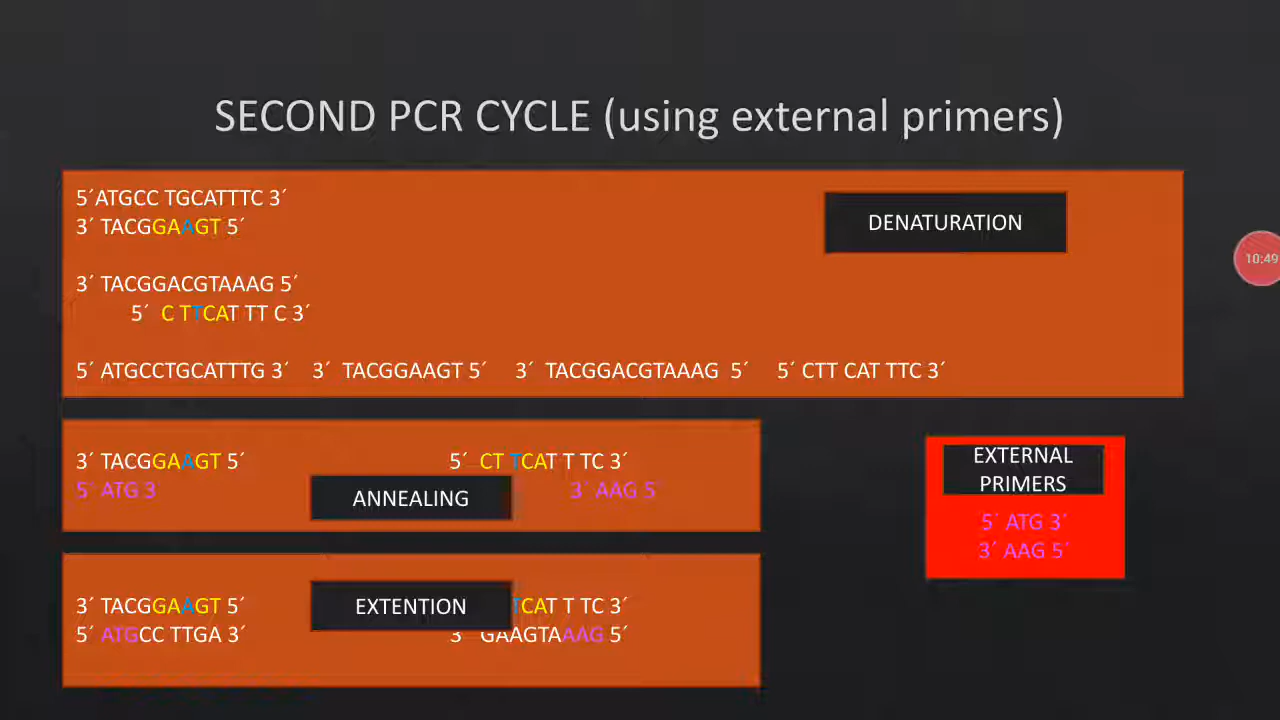 SECOND PCR CYCLE (using external primers)
5´ATGCC TGCATTTC 3´
3´ TACGGAAGT 5´
DENATURATION
3´ TACGGACGTAAAG 5´
5´ C TTCAT TT C 3´
5´ ATGCCTGCATTTG 3´ 3´ TACGGAAGT 5´ 3´ TACGGACGTAAAG 5´ 5´ CTT CAT TTC 3´
3´ TACGGAAGT 5´ 5´ CT TCAT T TC 3´
5´ ATG 3´ 3´ AAG 5´
ANNEALING
EXTERNAL
PRIMERS
5´ ATG 3´
3´ AAG 5´
3´ TACGGAAGT 5´ TCAT T TC 3´
EXTENTION
5´ ATGCC TTGA 3´ 3 GAAGTAAAG 5´
10:49